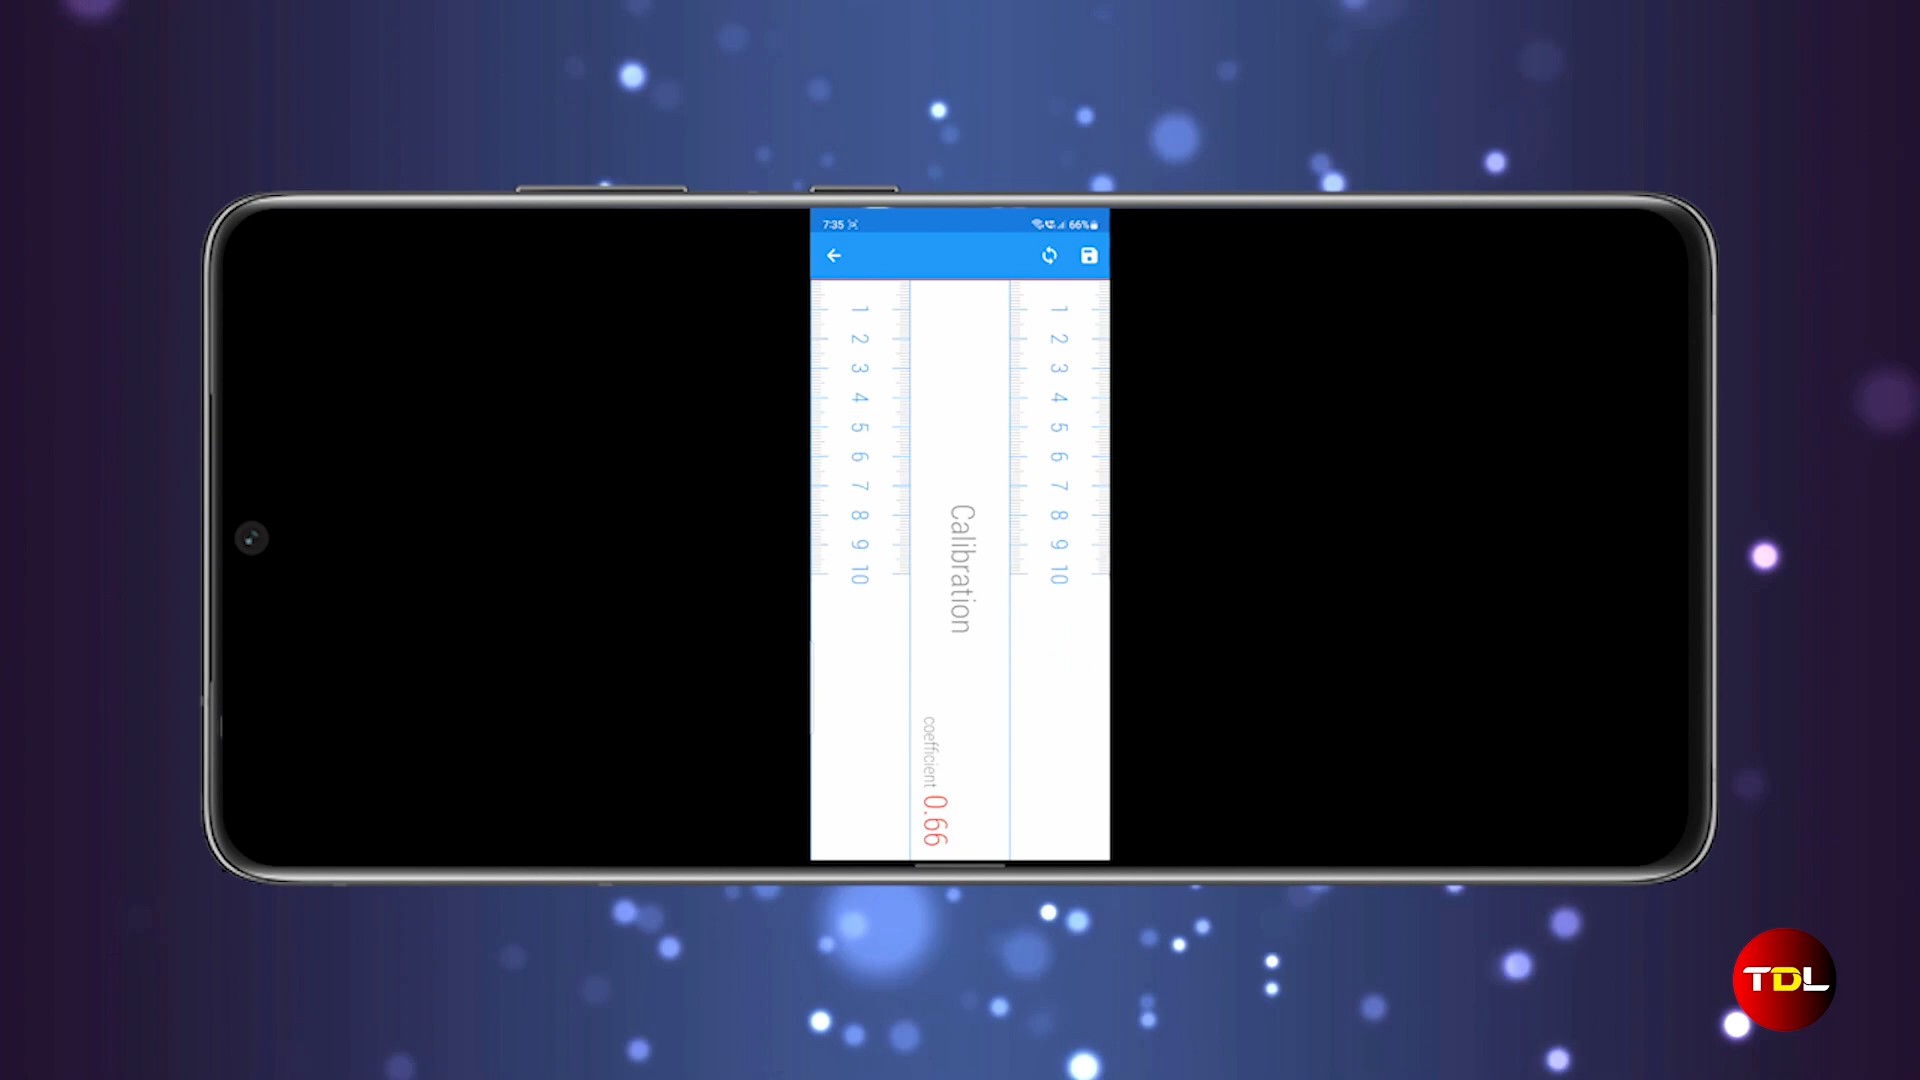 7:35
66%
1 2 3 4 5 6 7 8 9 10
Calibration
coefficient 0.66
1 2 3 4 5 6 7 8 9 10
TDL